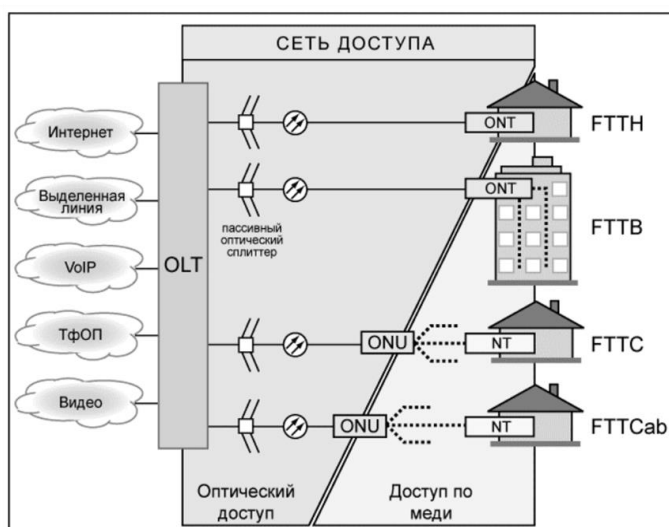 СЕТЬ ДОСТУПА
Интернет
Выделенная
линия
VoIP
ТфОП
Видео
OLT
пассивный
оптический
сплиттер
ONT
FTTH
ONT
FTTB
ONU
NT
FTTC
ONU
NT
FTTCab
Оптический
доступ
Доступ по
меди